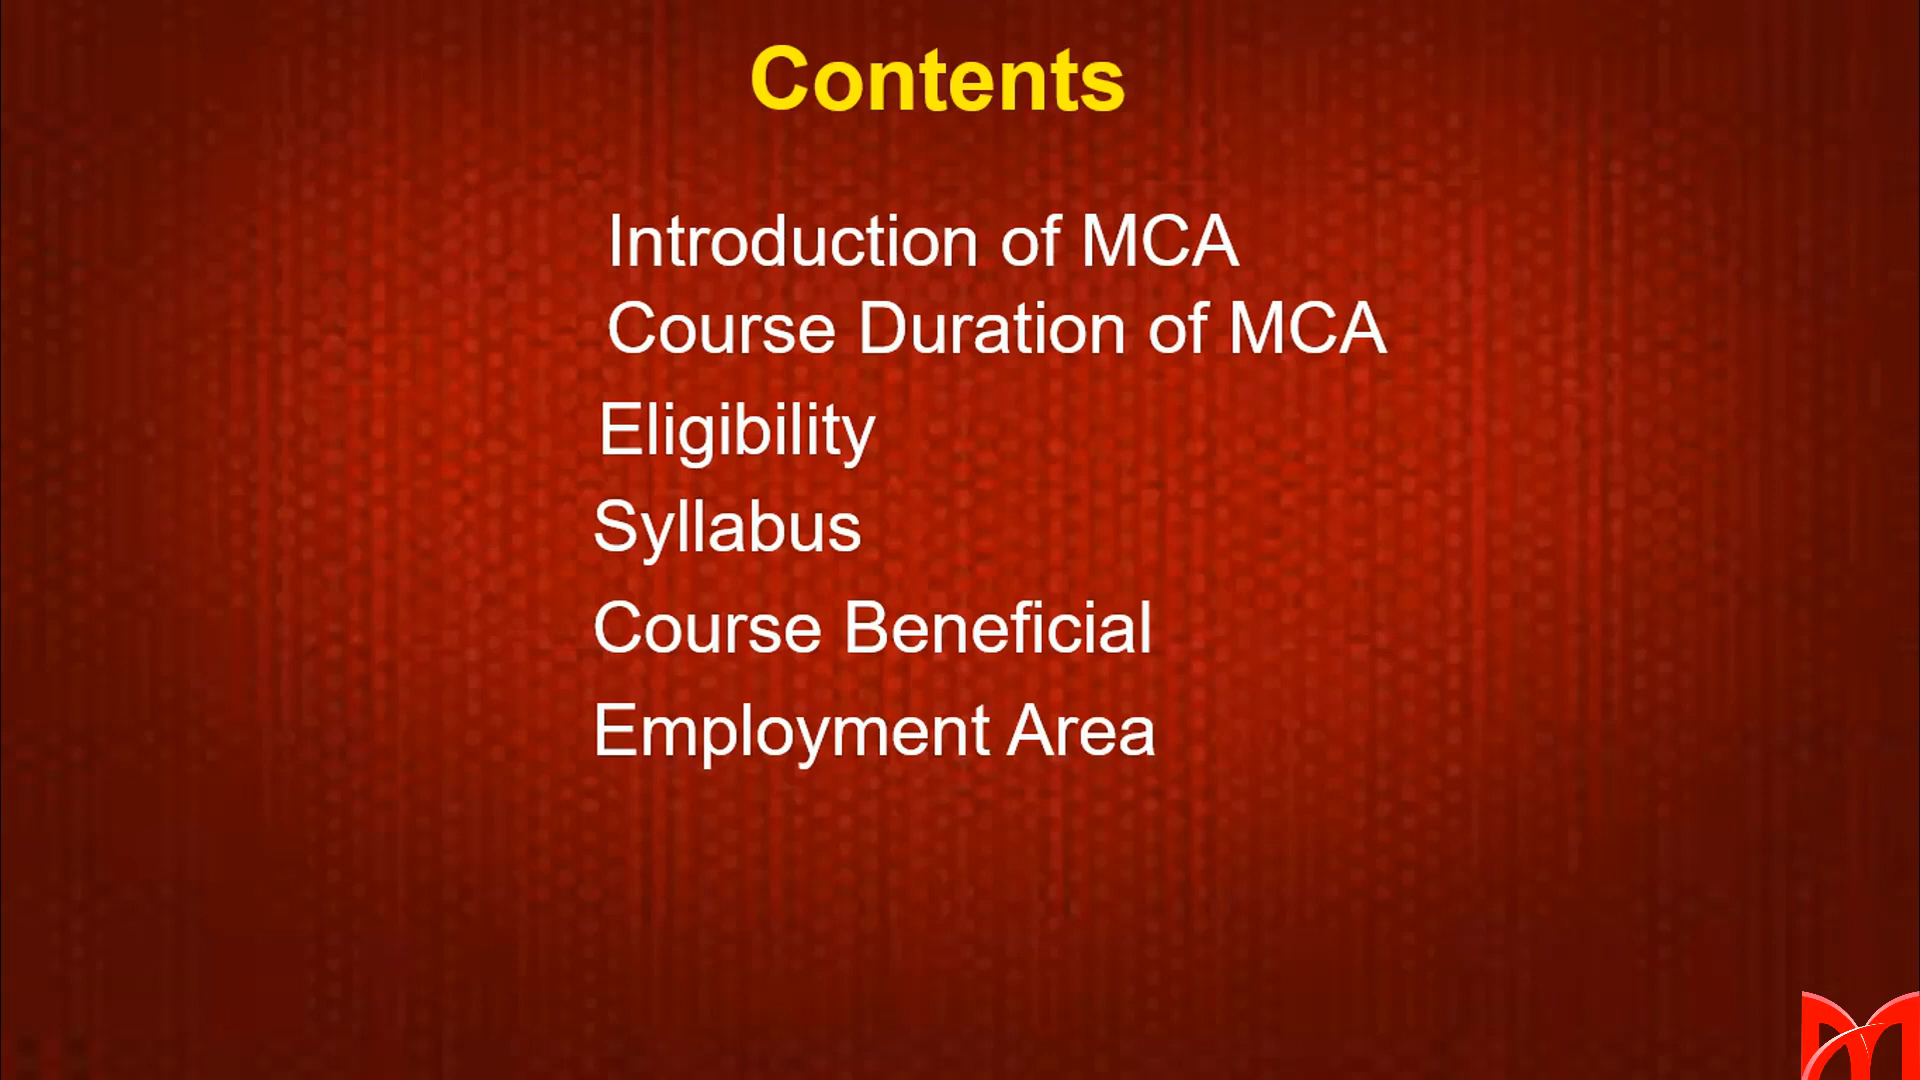 Contents
Introduction of MCA
Course Duration of MCA
Eligibility
Syllabus
Course Beneficial
Employment Area